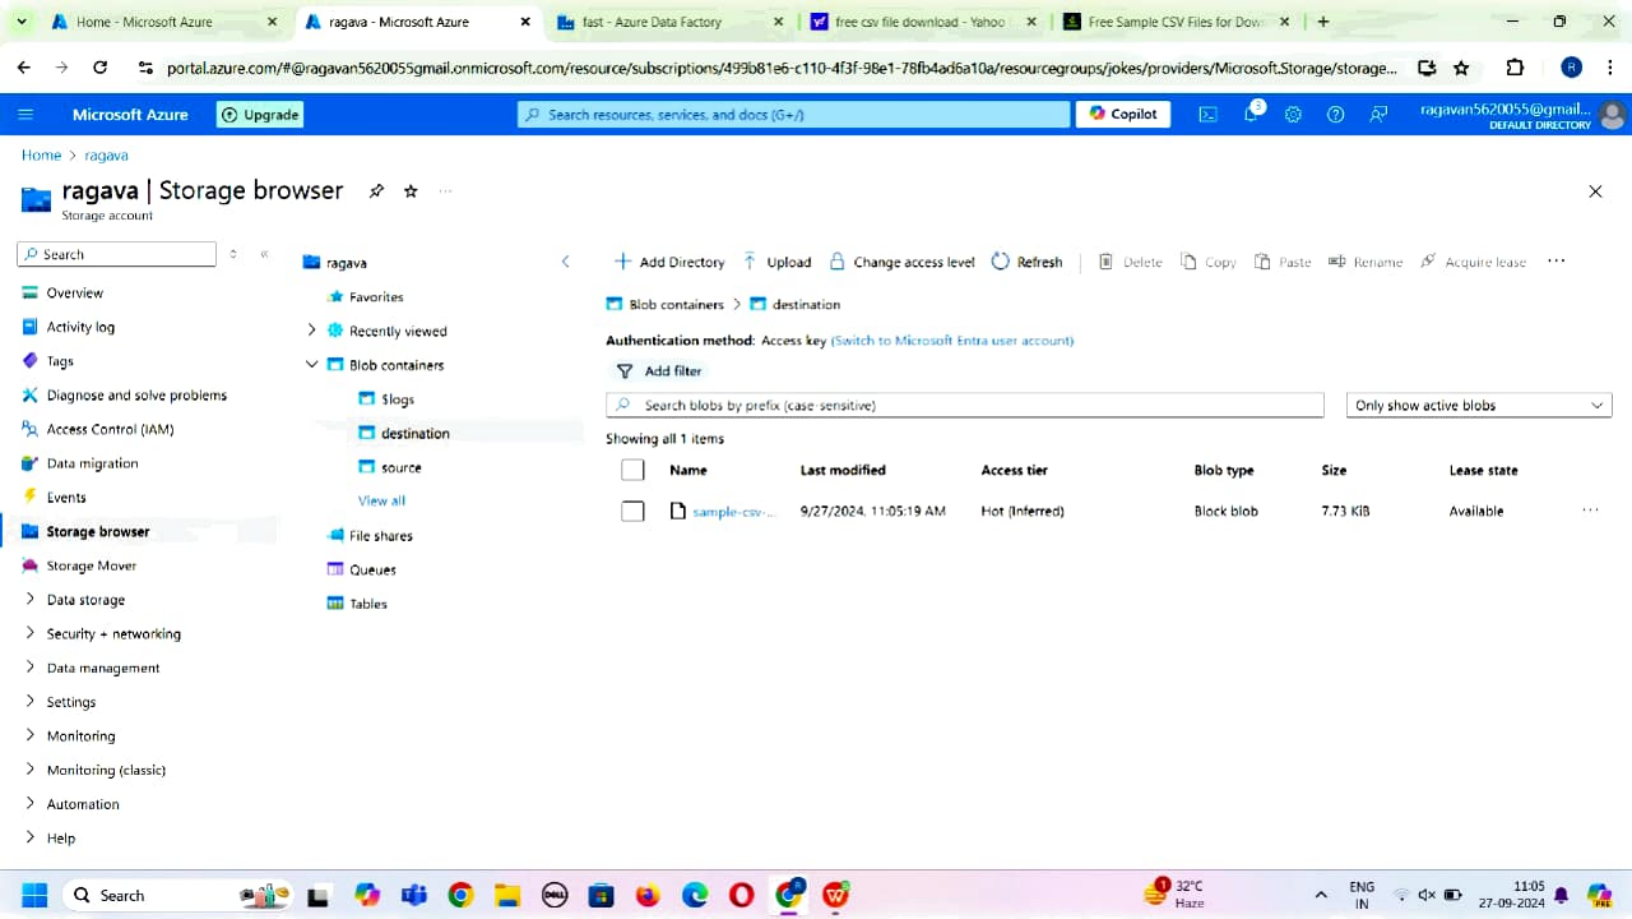 Home - Microsoft Azure
ragava - Microsoft Azure
fast - Azure Data Factory
free csv file download - Yahoo
Free Sample CSV Files for Dow
portal.azure.com/#@ragavan5620055gmail.onmicrosoft.com/resource/subscriptions/499b81e6-c110-4f3f-98e1-78fb4ad6a10a/resourcegroups/jokes/providers/Microsoft.Storage/storage...
R
Microsoft Azure
Upgrade
Search resources, services, and docs (G+/)
Copilot
3
ragavan5620055@gmail...
DEFAULT DIRECTORY
Home > ragava
ragava | Storage browser
Storage account
Search
Overview
Activity log
Tags
Diagnose and solve problems
Access Control (IAM)
Data migration
Events
Storage browser
Storage Mover
Data storage
Security + networking
Data management
Settings
Monitoring
Monitoring (classic)
Automation
Help
ragava
Favorites
Recently viewed
Blob containers
$logs
destination
source
View all
File shares
Queues
Tables
Add Directory
Upload
Change access level
Refresh
Delete
Copy
Paste
Rename
Acquire lease
Blob containers > destination
Authentication method: Access key (Switch to Microsoft Entra user account)
Add filter
Search blobs by prefix (case-sensitive)
Only show active blobs
Showing all 1 items
Name Last modified Access tier Blob type Size Lease state
sample-csv-... 9/27/2024, 11:05:19 AM Hot (Inferred) Block blob 7.73 KiB Available
Search
DELL
1
32°C
Haze
ENG
IN
11:05
27-09-2024
PRE